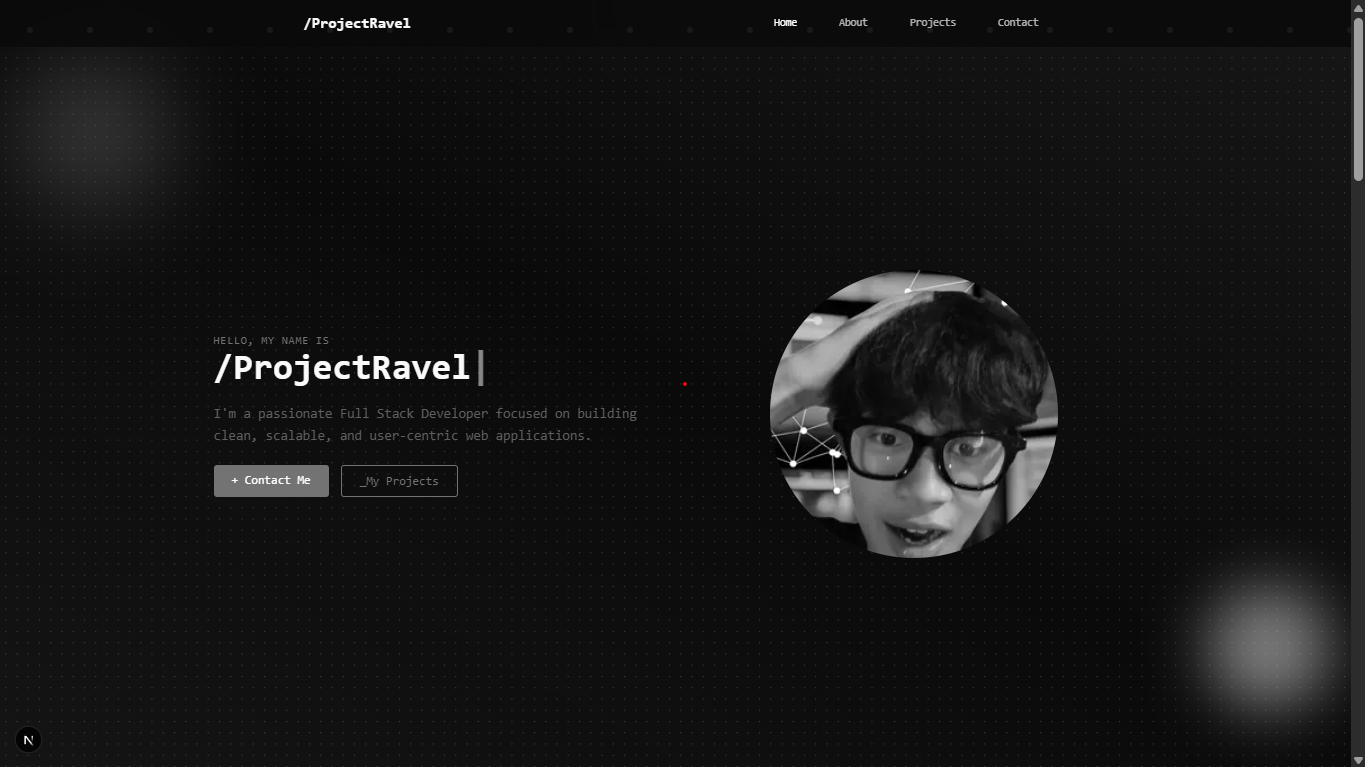 /ProjectRavel
Home About Projects Contact
HELLO, MY NAME IS
/ProjectRavel|
I'm a passionate Full Stack Developer focused on building
clean, scalable, and user-centric web applications.
+ Contact Me
_My Projects
N